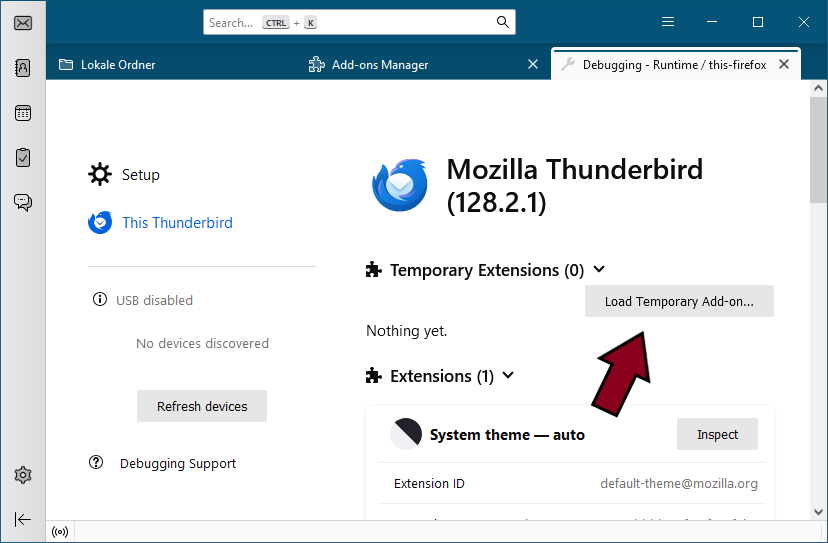 Search... CTRL + K
Lokale Ordner
Add-ons Manager
Debugging - Runtime / this-firefox
Setup
This Thunderbird
USB disabled
No devices discovered
Refresh devices
Debugging Support
Mozilla Thunderbird
(128.2.1)
Temporary Extensions (0)
Load Temporary Add-on...
Nothing yet.
Extensions (1)
System theme — auto
Inspect
Extension ID
default-theme@mozilla.org